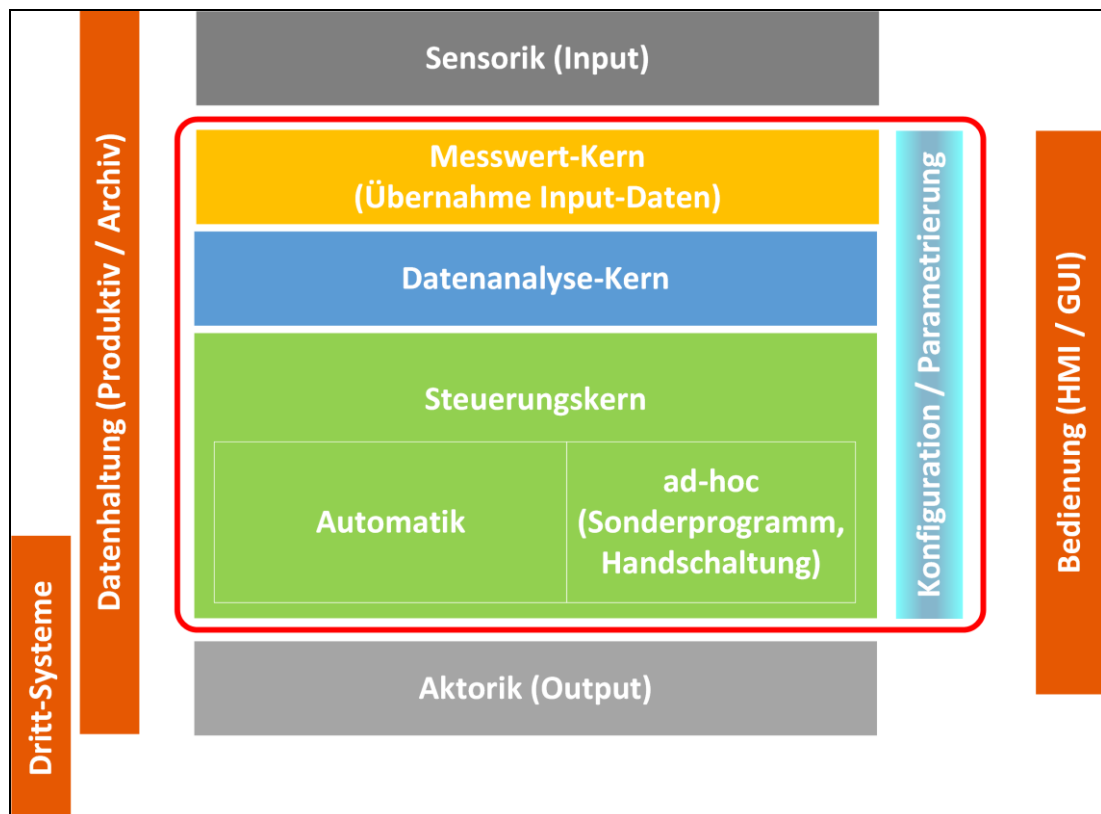 Sensorik (Input)
Messwert-Kern
(Übernahme Input-Daten)
Datenanalyse-Kern
Steuerungskern
Automatik
ad-hoc
(Sonderprogramm,
Handschaltung)
Aktorik (Output)
Dritt-Systeme
Datenhaltung (Produktiv / Archiv)
Konfiguration / Parametrierung
Bedienung (HMI / GUI)